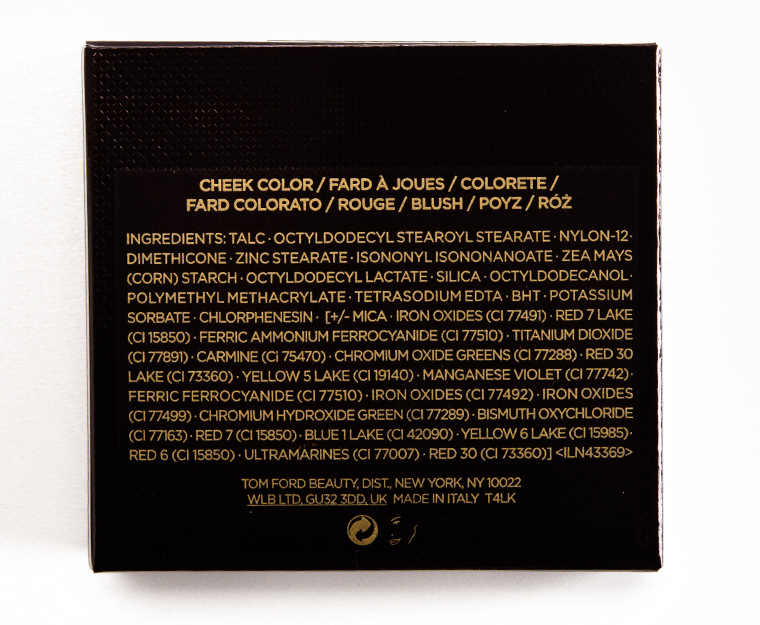 CHEEK COLOR / FARD À JOUES / COLORETE /
FARD COLORATO / ROUGE / BLUSH / POYZ / RÓŻ
INGREDIENTS: TALC · OCTYLDODECYL STEAROYL STEARATE · NYLON-12 ·
DIMETHICONE · ZINC STEARATE · ISONONYL ISONONANOATE · ZEA MAYS
(CORN) STARCH · OCTYLDODECYL LACTATE · SILICA · OCTYLDODECANOL ·
POLYMETHYL METHACRYLATE · TETRASODIUM EDTA · BHT · POTASSIUM
SORBATE · CHLORPHENESIN · [+/- MICA · IRON OXIDES (CI 77491) · RED 7 LAKE
(CI 15850) · FERRIC AMMONIUM FERROCYANIDE (CI 77510) · TITANIUM DIOXIDE
(CI 77891) · CARMINE (CI 75470) · CHROMIUM OXIDE GREENS (CI 77288) · RED 30
LAKE (CI 73360) · YELLOW 5 LAKE (CI 19140) · MANGANESE VIOLET (CI 77742) ·
FERRIC FERROCYANIDE (CI 77510) · IRON OXIDES (CI 77492) · IRON OXIDES
(CI 77499) · CHROMIUM HYDROXIDE GREEN (CI 77289) · BISMUTH OXYCHLORIDE
(CI 77163) · RED 7 (CI 15850) · BLUE 1 LAKE (CI 42090) · YELLOW 6 LAKE (CI 15985) ·
RED 6 (CI 15850) · ULTRAMARINES (CI 77007) · RED 30 (CI 73360)] <ILN43369>
TOM FORD BEAUTY, DIST., NEW YORK, NY 10022
WLB LTD, GU32 3DD, UK MADE IN ITALY T4LK